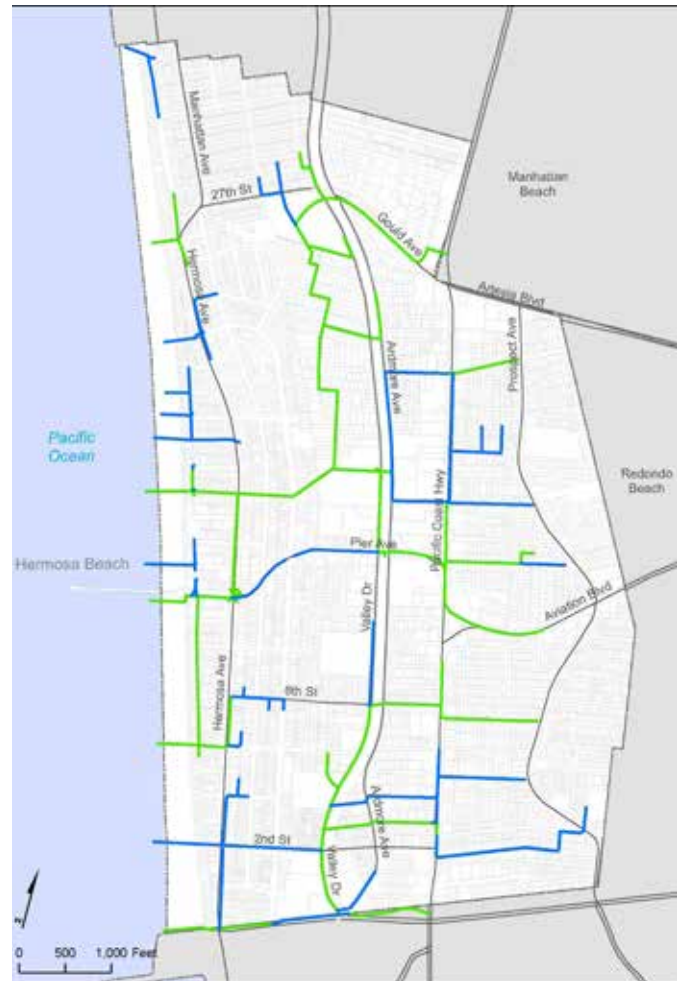 Manhattan Ave
27th St
Manhattan
Beach
Gould Ave
Artesia Blvd
Hermosa Ave
Prospect Ave
Ardmore Ave
Pacific
Ocean
Redondo
Beach
Pacific Coast Hwy
Pier Ave
Hermosa Beach
Valley Dr
Aviation Blvd
Hermosa Ave
8th St
Ardmore Ave
2nd St
Valley Dr
N
0 500 1,000 Feet